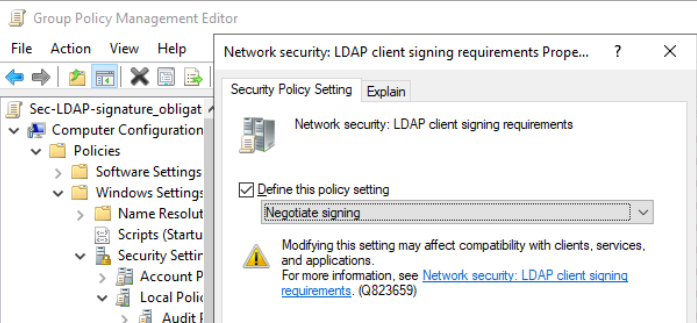 Group Policy Management Editor
File Action View Help
Sec-LDAP-signature_obligat
Computer Configuration
Policies
Software Settings
Windows Settings
Name Resolut
Scripts (Startu
Security Settin
Account P
Local Polic
Audit P
Network security: LDAP client signing requirements Prope... ? X
Security Policy Setting Explain
Network security: LDAP client signing requirements
Define this policy setting
Negotiate signing
Modifying this setting may affect compatibility with clients, services,
and applications.
For more information, see Network security: LDAP client signing
requirements. (Q823659)